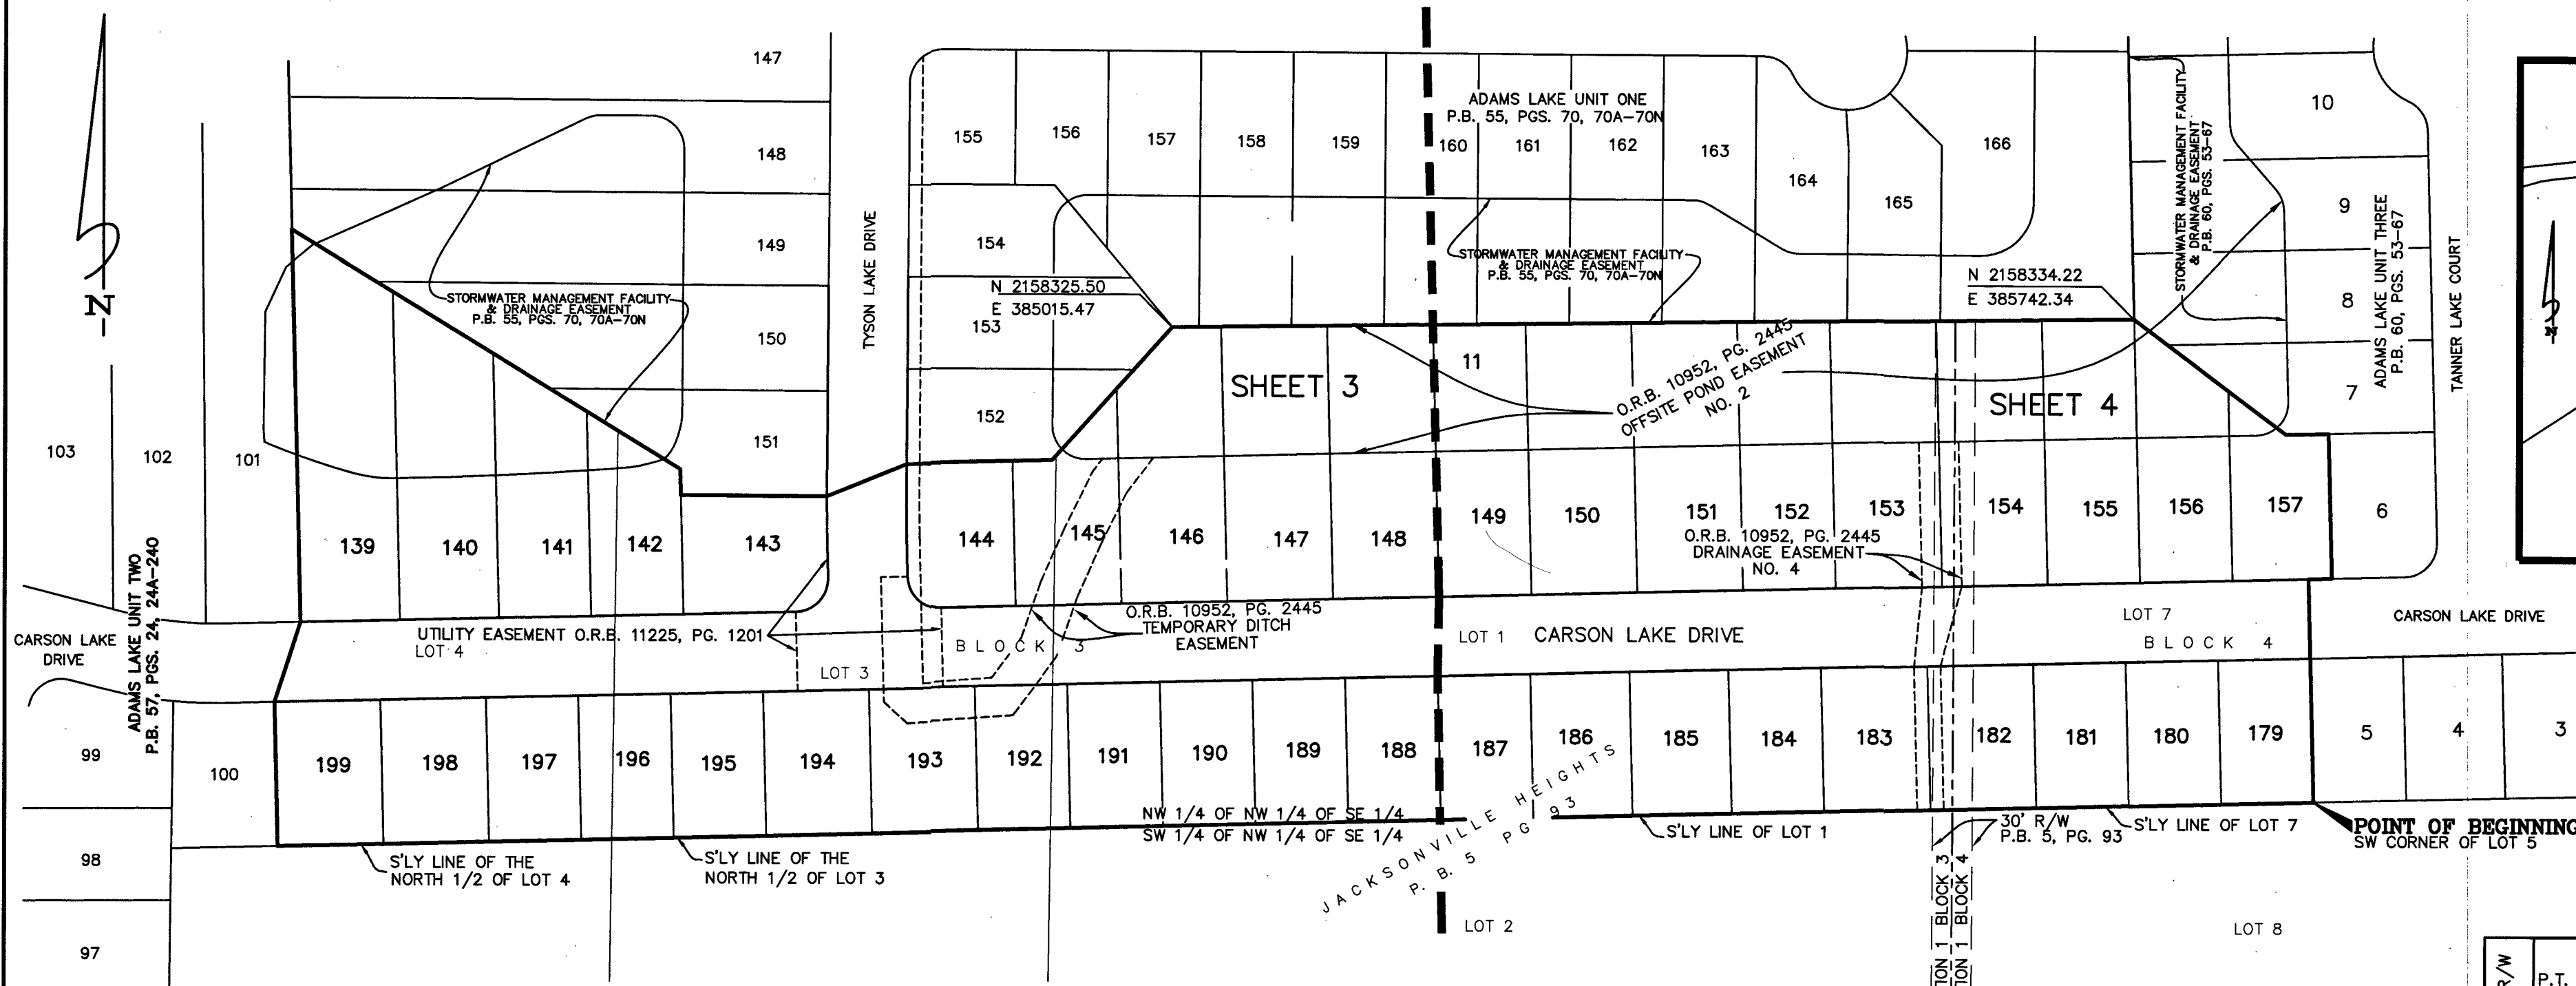 N
147
148
149
150
151
155
156
157
158
159
160
161
162
163
164
165
166
10
9
8
7
6
ADAMS LAKE UNIT ONE
P.B. 55, PGS. 70, 70A-70N
154
153
152
TYSON LAKE DRIVE
STORMWATER MANAGEMENT FACILITY
& DRAINAGE EASEMENT
P.B. 55, PGS. 70, 70A-70N
N 2158325.50
E 385015.47
STORMWATER MANAGEMENT FACILITY
& DRAINAGE EASEMENT
P.B. 55, PGS. 70, 70A-70N
N 2158334.22
E 385742.34
STORMWATER MANAGEMENT FACILITY
& DRAINAGE EASEMENT
P.B. 60, PGS. 53-67
ADAMS LAKE UNIT THREE
P.B. 60, PGS. 53-67
TANNER LAKE COURT
N
SHEET 3
11
O.R.B. 10952, PG. 2445
OFFSITE POND EASEMENT
NO. 2
SHEET 4
103
102
101
139
140
141
142
143
144
145
146
147
148
149
150
151
152
153
154
155
156
157
O.R.B. 10952, PG. 2445
DRAINAGE EASEMENT
NO. 4
ADAMS LAKE UNIT TWO
P.B. 57, PGS. 24, 24A-240
CARSON LAKE
DRIVE
UTILITY EASEMENT O.R.B. 11225, PG. 1201
LOT 4
LOT 3
BLOCK 3
O.R.B. 10952, PG. 2445
TEMPORARY DITCH
EASEMENT
LOT 1
CARSON LAKE DRIVE
LOT 7
BLOCK 4
CARSON LAKE DRIVE
99
100
98
97
199
198
197
196
195
194
193
192
191
190
189
188
187
186
185
184
183
182
181
180
179
5
4
3
NW 1/4 OF NW 1/4 OF SE 1/4
SW 1/4 OF NW 1/4 OF SE 1/4
JACKSONVILLE HEIGHTS
P. B. 5 PG 93
S'LY LINE OF THE
NORTH 1/2 OF LOT 4
S'LY LINE OF THE
NORTH 1/2 OF LOT 3
S'LY LINE OF LOT 1
30' R/W
P.B. 5, PG. 93
S'LY LINE OF LOT 7
POINT OF BEGINNING
SW CORNER OF LOT 5
LOT 2
LOT 8
TION 1 BLOCK 3
TION 1 BLOCK 4
R/W
P.T.